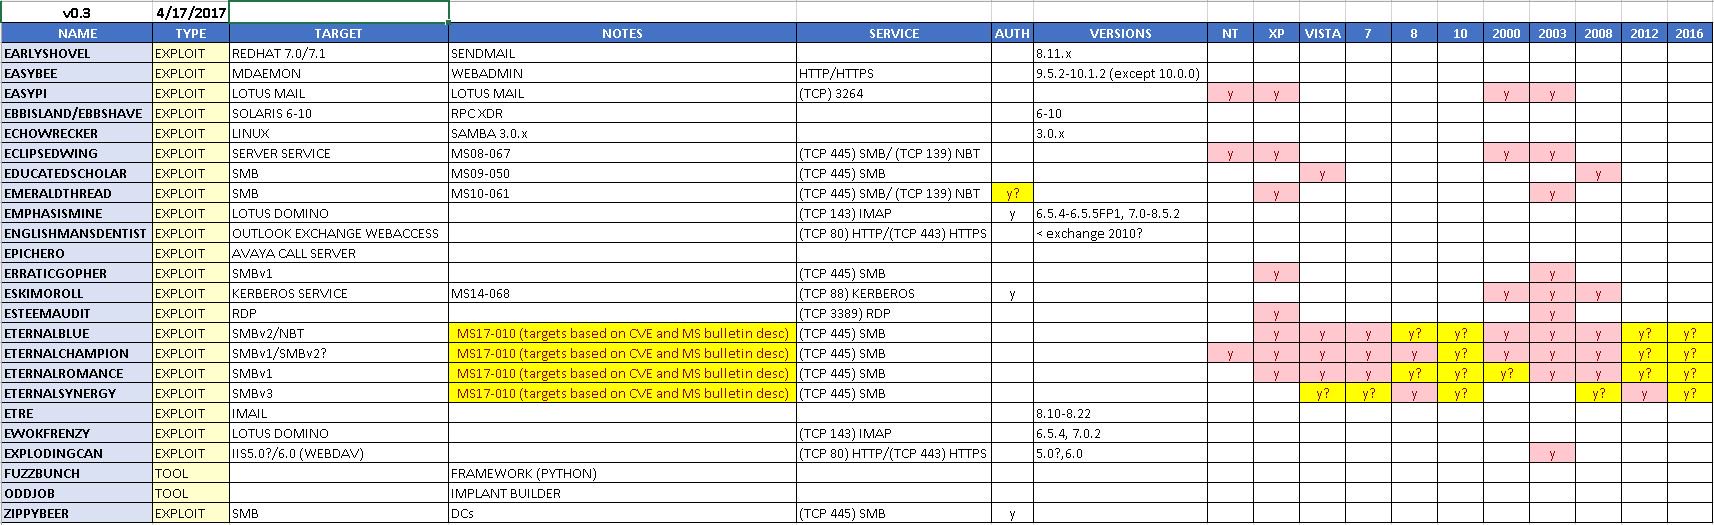 v0.3 4/17/2017
NAME TYPE TARGET NOTES SERVICE AUTH VERSIONS NT XP VISTA 7 8 10 2000 2003 2008 2012 2016
EARLYSHOVEL EXPLOIT REDHAT 7.0/7.1 SENDMAIL 8.11.x
EASYBEE EXPLOIT MDAEMON WEBADMIN HTTP/HTTPS 9.5.2-10.1.2 (except 10.0.0)
EASYPI EXPLOIT LOTUS MAIL LOTUS MAIL (TCP) 3264 y y y y
EBBISLAND/EBBSHAVE EXPLOIT SOLARIS 6-10 RPC XDR 6-10
ECHOWRECKER EXPLOIT LINUX SAMBA 3.0.x 3.0.x
ECLIPSEDWING EXPLOIT SERVER SERVICE MS08-067 (TCP 445) SMB/ (TCP 139) NBT y y y y
EDUCATEDSCHOLAR EXPLOIT SMB MS09-050 (TCP 445) SMB y y
EMERALDTHREAD EXPLOIT SMB MS10-061 (TCP 445) SMB/ (TCP 139) NBT y? y y
EMPHASISMINE EXPLOIT LOTUS DOMINO (TCP 143) IMAP y 6.5.4-6.5.5FP1, 7.0-8.5.2
ENGLISHMANSDENTIST EXPLOIT OUTLOOK EXCHANGE WEBACCESS (TCP 80) HTTP/(TCP 443) HTTPS < exchange 2010?
EPICHERO EXPLOIT AVAYA CALL SERVER
ERRATICGOPHER EXPLOIT SMBv1 (TCP 445) SMB y y
ESKIMOROLL EXPLOIT KERBEROS SERVICE MS14-068 (TCP 88) KERBEROS y y y y
ESTEEMAUDIT EXPLOIT RDP (TCP 3389) RDP y y
ETERNALBLUE EXPLOIT SMBv2/NBT MS17-010 (targets based on CVE and MS bulletin desc) (TCP 445) SMB y y y y? y? y y y y? y?
ETERNALCHAMPION EXPLOIT SMBv1/SMBv2? MS17-010 (targets based on CVE and MS bulletin desc) (TCP 445) SMB y y y y y y? y y y y? y?
ETERNALROMANCE EXPLOIT SMBv1 MS17-010 (targets based on CVE and MS bulletin desc) (TCP 445) SMB y y y y? y? y? y y y? y?
ETERNALSYNERGY EXPLOIT SMBv3 MS17-010 (targets based on CVE and MS bulletin desc) (TCP 445) SMB y? y? y y? y? y y?
ETRE EXPLOIT IMAIL 8.10-8.22
EWOKFRENZY EXPLOIT LOTUS DOMINO (TCP 143) IMAP 6.5.4, 7.0.2
EXPLODINGCAN EXPLOIT IIS5.0?/6.0 (WEBDAV) (TCP 80) HTTP/(TCP 443) HTTPS 5.0?,6.0 y
FUZZBUNCH TOOL FRAMEWORK (PYTHON)
ODDJOB TOOL IMPLANT BUILDER
ZIPPYBEER EXPLOIT SMB DCs (TCP 445) SMB y